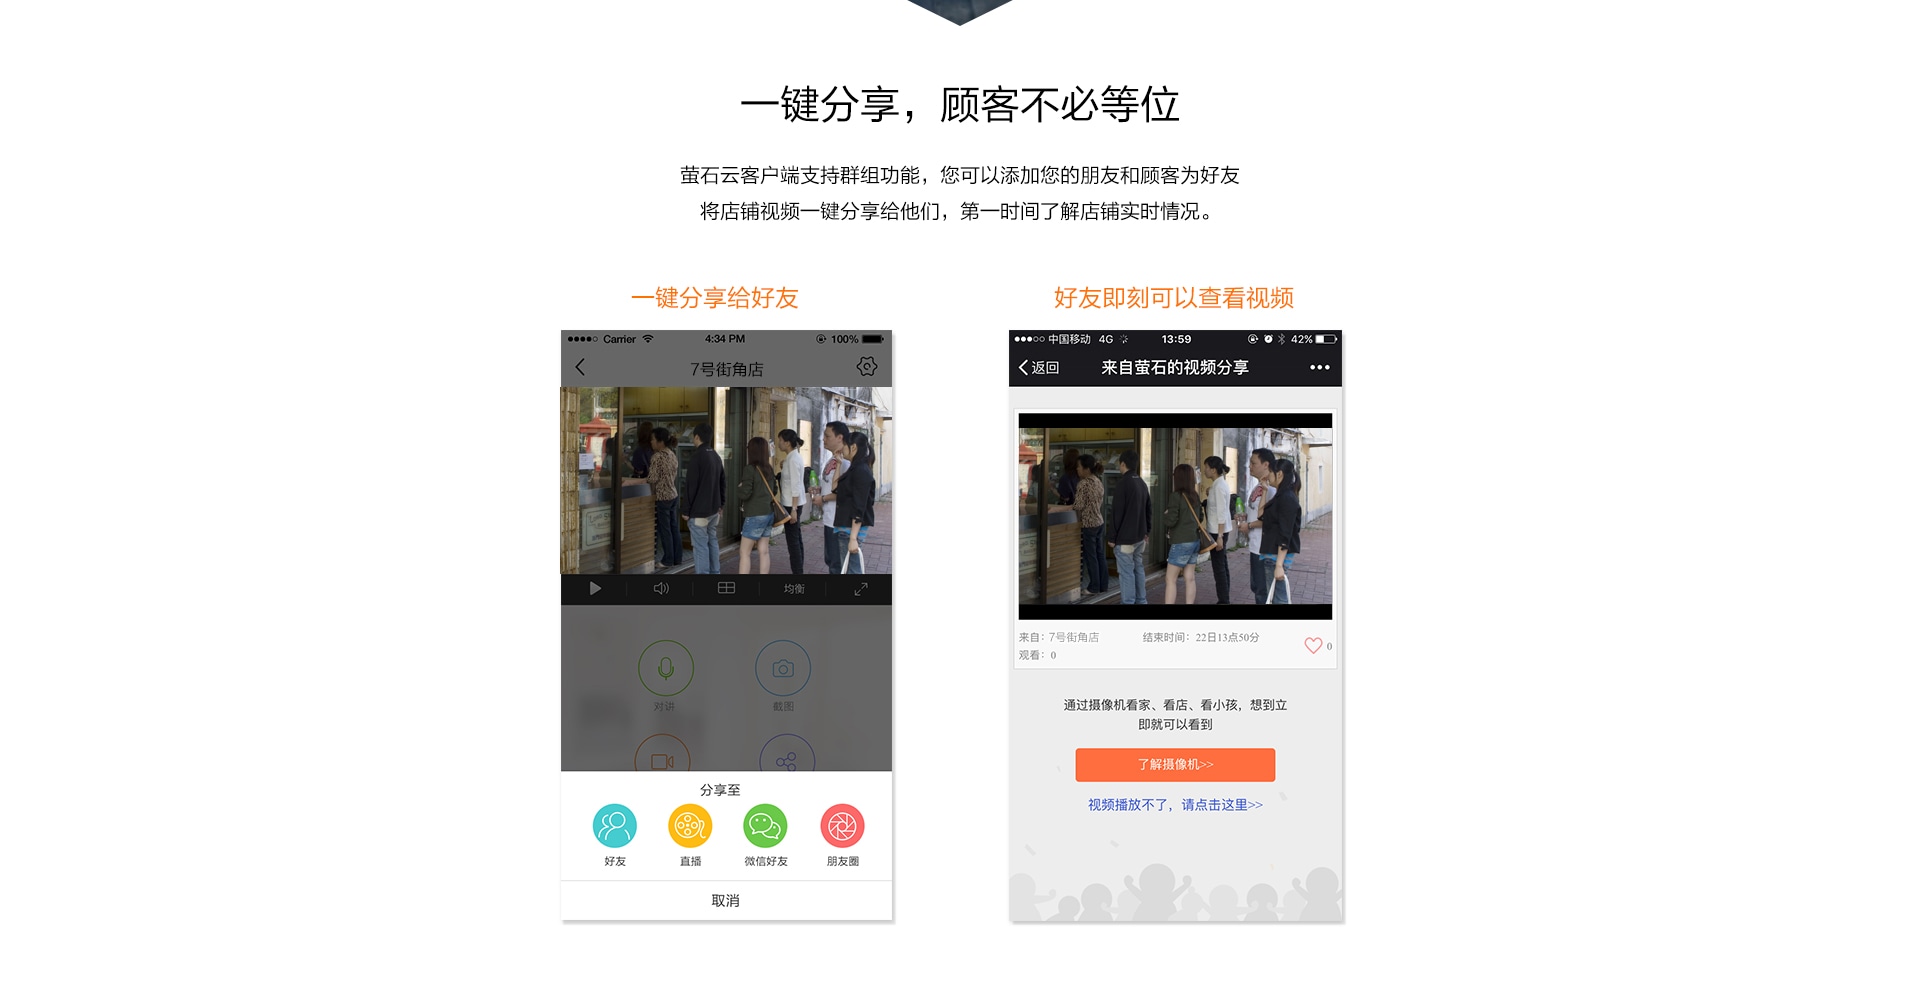 一键分享，顾客不必等位
萤石云客户端支持群组功能，您可以添加您的朋友和顾客为好友
将店铺视频一键分享给他们，第一时间了解店铺实时情况。
一键分享给好友
Carrier 4:34 PM 100%
7号街角店
均衡
对讲 截图
分享至
好友 直播 微信好友 朋友圈
取消
好友即刻可以查看视频
中国移动 4G 13:59 42%
返回 来自萤石的视频分享
来自：7号街角店 结束时间：22日13点50分
观看：0 0
通过摄像机看家、看店、看小孩，想到立
即就可以看到
了解摄像机>>
视频播放不了，请点击这里>>